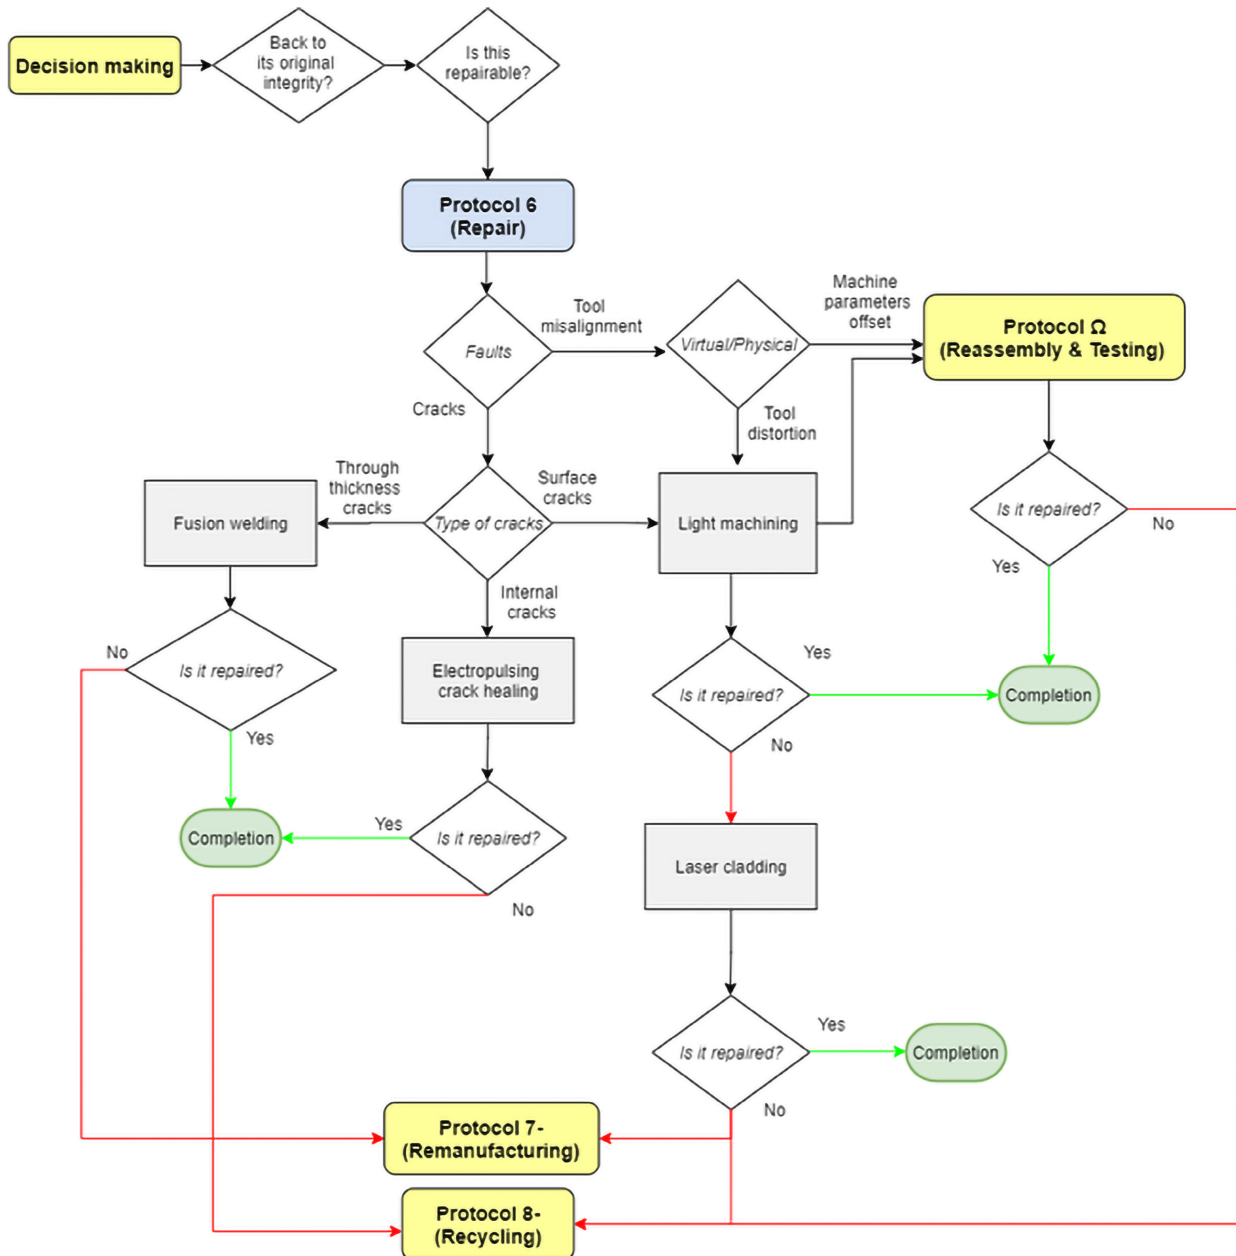 Decision making
Back to
its original
integrity?
Is this
repairable?
Protocol 6
(Repair)
Faults
Tool
misalignment
Virtual/Physical
Machine
parameters
offset
Protocol Ω
(Reassembly & Testing)
Cracks
Tool
distortion
Through
thickness
cracks
Surface
cracks
Fusion welding
Type of cracks
Light machining
Is it repaired?
No
Yes
Internal
cracks
No
Is it repaired?
Yes
Electropulsing
crack healing
Is it repaired?
Yes
No
Completion
Completion
Yes
Is it repaired?
No
Laser cladding
Is it repaired?
Yes
No
Completion
Protocol 7-
(Remanufacturing)
Protocol 8-
(Recycling)